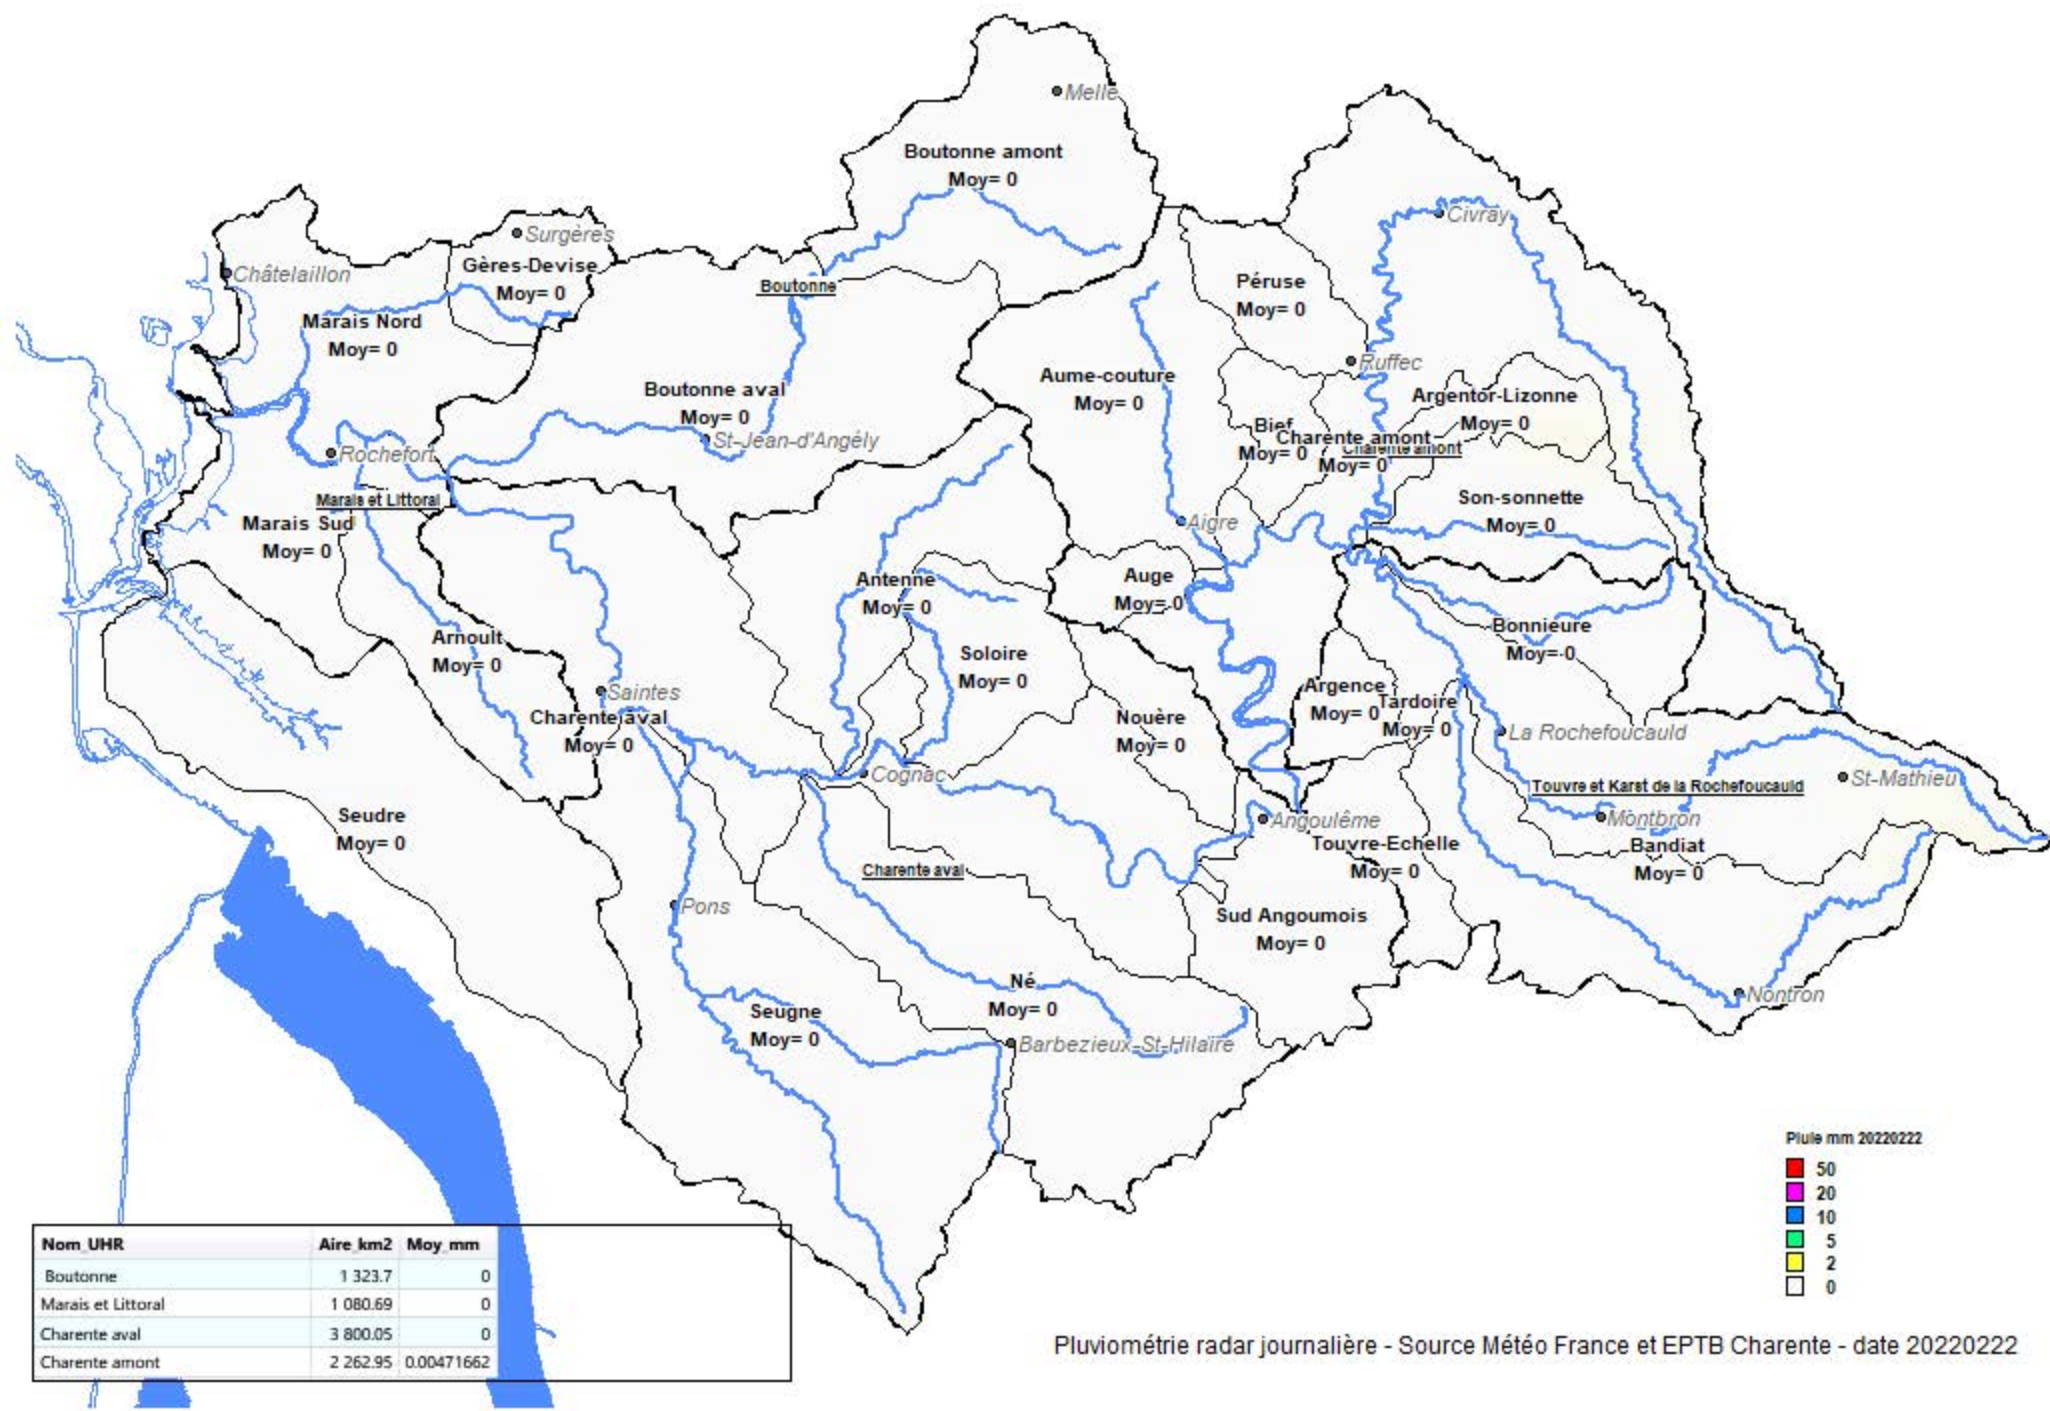 Melle
Boutonne amont
Moy= 0
Civray
Surgères
Châtelaillon
Gères-Devise
Moy= 0
Boutonne
Péruse
Moy= 0
Marais Nord
Moy= 0
Ruffec
Aume-couture
Moy= 0
Boutonne aval
Moy= 0
Argentor-Lizonne
Moy= 0
St-Jean-d'Angély
Bief
Moy= 0
Charente amont
Charente amont
Moy= 0
Rochefort
Marais et Littoral
Son-sonnette
Moy= 0
Marais Sud
Moy= 0
Aigre
Antenne
Moy= 0
Auge
Moy= 0
Bonnieure
Moy= 0
Arnoult
Moy= 0
Soloire
Moy= 0
Saintes
Argence
Moy= 0
Tardoire
Moy= 0
Charente aval
Moy= 0
Nouère
Moy= 0
La Rochefoucauld
Cognac
Touvre et Karst de la Rochefoucauld
St-Mathieu
Seudre
Moy= 0
Angoulême
Montbron
Touvre-Echelle
Moy= 0
Bandiat
Moy= 0
Charente aval
Pons
Sud Angoumois
Moy= 0
Né
Moy= 0
Nontron
Seugne
Moy= 0
Barbezieux-St-Hilaire
Pluie mm 20220222
50
20
10
5
2
0
Nom_UHR Aire_km2 Moy_mm
Boutonne 1 323.7 0
Marais et Littoral 1 080.69 0
Charente aval 3 800.05 0
Charente amont 2 262.95 0.00471662
Pluviométrie radar journalière - Source Météo France et EPTB Charente - date 20220222